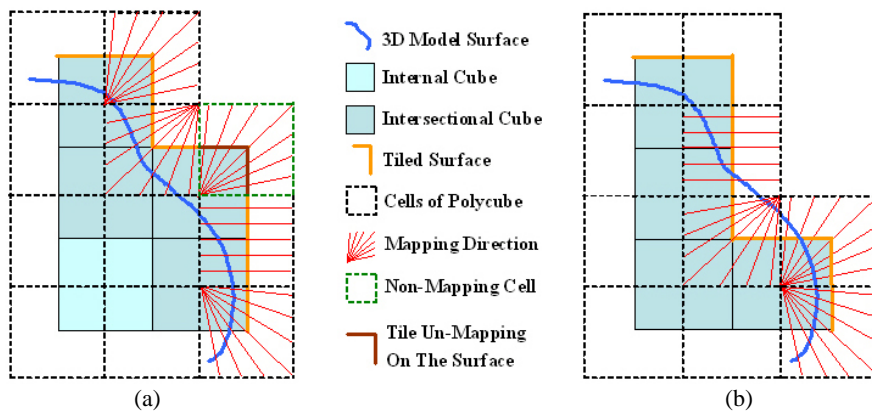 3D Model Surface
Internal Cube
Intersectional Cube
Tiled Surface
Cells of Polycube
Mapping Direction
Non-Mapping Cell
Tile Un-Mapping
On The Surface
(a)
(b)